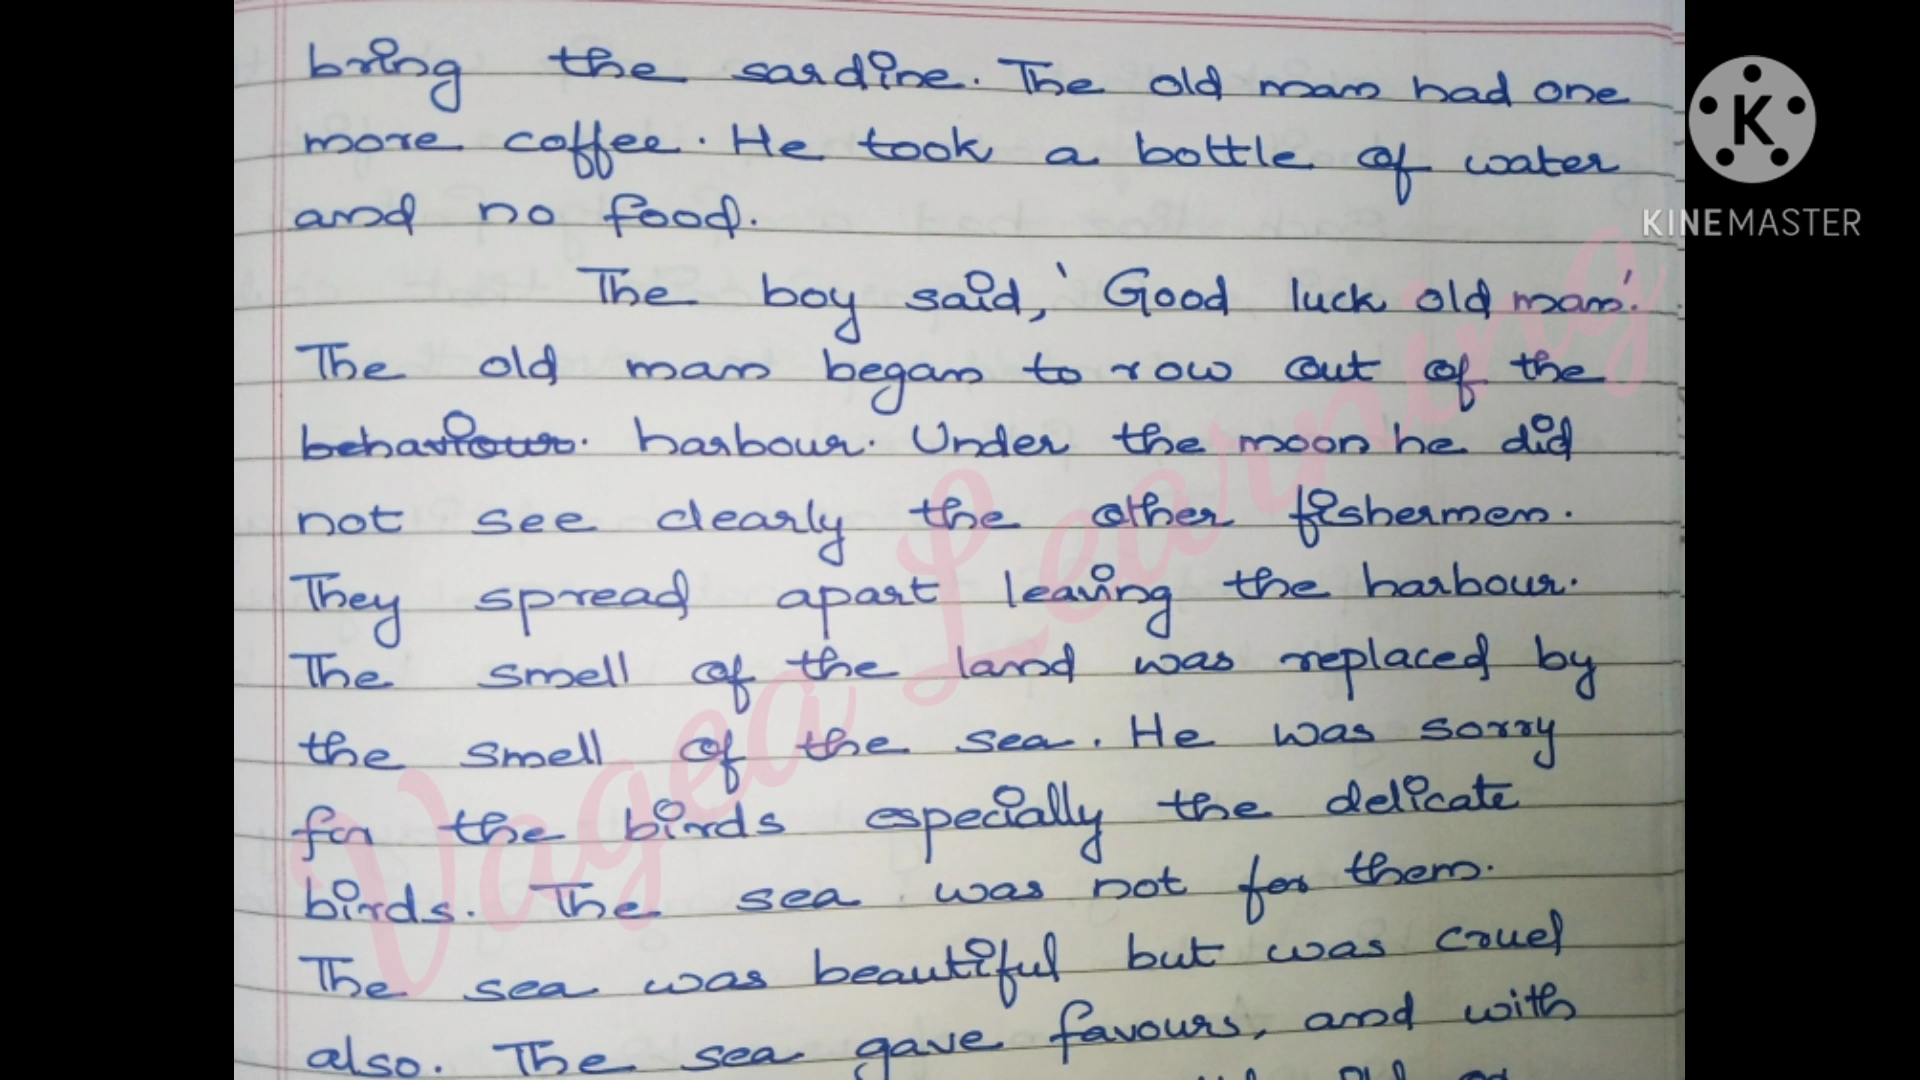 bring the sardine. The old man had one
more coffee. He took a bottle of water
and no food.
The boy said, 'Good luck old man'.
The old man began to row out of the
behaviour. harbour. Under the moon he did
not see clearly the other fishermen.
They spread apart leaving the harbour.
The smell of the land was replaced by
the smell of the sea. He was sorry
for the birds especially the delicate
birds. The sea was not for them.
The sea was beautiful but was cruel
also. The sea gave favours, and with
KINEMASTER
Vagea Learning